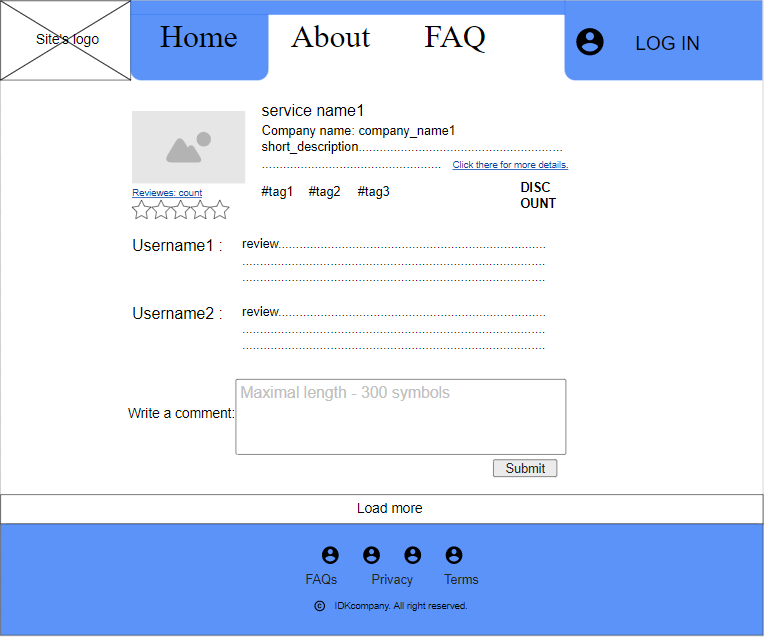 Site's logo
Home About FAQ
LOG IN
service name1
Company name: company_name1
short_description..........................................................
.................................................... Click there for more details.
Reviewes: count
#tag1 #tag2 #tag3
DISC
OUNT
Username1 : review............................................................................
......................................................................................
......................................................................................
Username2 : review............................................................................
......................................................................................
......................................................................................
Maximal length - 300 symbols
Write a comment:
Submit
Load more
FAQs Privacy Terms
© IDKcompany. All right reserved.